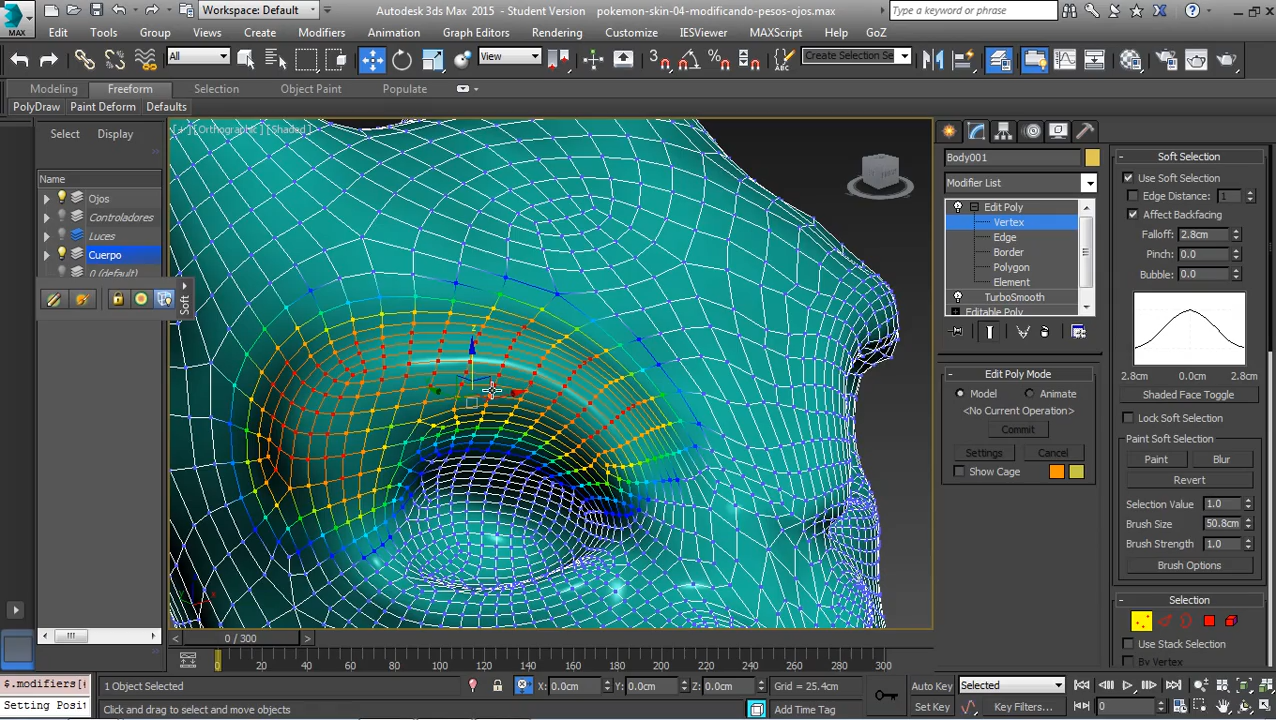 Workspace: Default
Autodesk 3ds Max 2015 - Student Version pokemon-skin-04-modificando-pesos-ojos.max
Type a keyword or phrase
MAX
Edit Tools Group Views Create Modifiers Animation Graph Editors Rendering Customize IESViewer MAXScript Help GoZ
All View Create Selection Se
Modeling Freeform Selection Object Paint Populate
PolyDraw Paint Deform Defaults
Select Display
Name
Ojos
Controladores
Luces
Cuerpo
0 (default)
Soft
[ + ] [ Orthographic ] [ Shaded ]
z
x
Body001
Modifier List
Edit Poly
Vertex
Edge
Border
Polygon
Element
TurboSmooth
Editable Poly
Edit Poly Mode
Model Animate
<No Current Operation>
Commit
Settings Cancel
Show Cage
Soft Selection
Use Soft Selection
Edge Distance: 1
Affect Backfacing
Falloff: 2.8cm
Pinch: 0.0
Bubble: 0.0
2.8cm 0.0cm 2.8cm
Shaded Face Toggle
Lock Soft Selection
Paint Soft Selection
Paint Blur
Revert
Selection Value 1.0
Brush Size 50.8cm
Brush Strength 1.0
Brush Options
Selection
Use Stack Selection
By Vertex
0 / 300
0 20 40 60 80 100 120 140 160 180 200 220 240 260 280 300
$.modifiers[
Setting Posi
1 Object Selected
X: 0.0cm Y: 0.0cm Z: 0.0cm Grid = 25.4cm
Click and drag to select and move objects
Add Time Tag
Auto Key Selected
Set Key Key Filters... 0